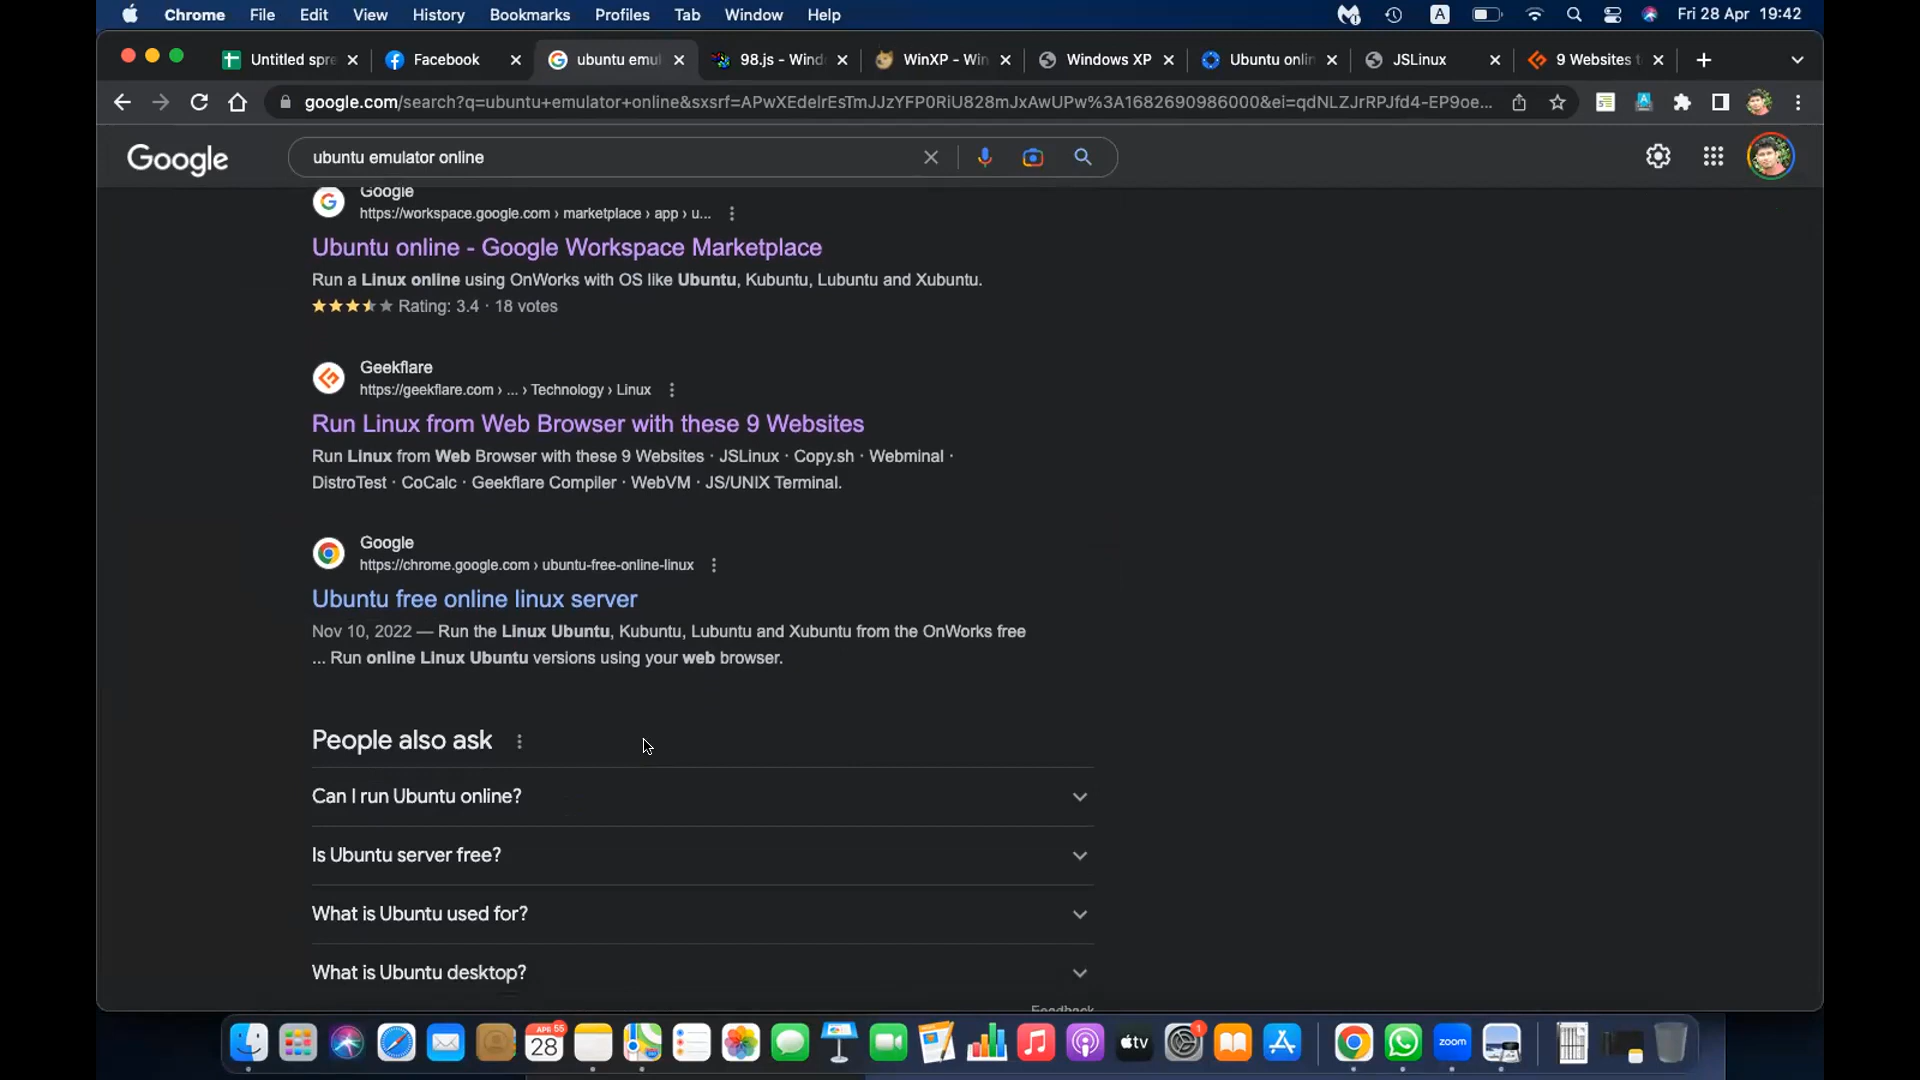 Chrome File Edit View History Bookmarks Profiles Tab Window Help A Fri 28 Apr 19:42
Untitled spre Facebook ubuntu emul 98.js - Wind WinXP - Win Windows XP Ubuntu onlin JSLinux 9 Websites t
google.com/search?q=ubuntu+emulator+online&sxsrf=APwXEdelrEsTmJJzYFP0RiU828mJxAwUPw%3A1682690986000&ei=qdNLZJrRPJfd4-EP9oe...
Google ubuntu emulator online
Google
https://workspace.google.com › marketplace › app › u...
Ubuntu online - Google Workspace Marketplace
Run a Linux online using OnWorks with OS like Ubuntu, Kubuntu, Lubuntu and Xubuntu.
Rating: 3.4 · 18 votes
Geekflare
https://geekflare.com › ... › Technology › Linux
Run Linux from Web Browser with these 9 Websites
Run Linux from Web Browser with these 9 Websites · JSLinux · Copy.sh · Webminal ·
DistroTest · CoCalc · Geekflare Compiler · WebVM · JS/UNIX Terminal.
Google
https://chrome.google.com › ubuntu-free-online-linux
Ubuntu free online linux server
Nov 10, 2022 — Run the Linux Ubuntu, Kubuntu, Lubuntu and Xubuntu from the OnWorks free
... Run online Linux Ubuntu versions using your web browser.
People also ask
Can I run Ubuntu online?
Is Ubuntu server free?
What is Ubuntu used for?
What is Ubuntu desktop?
Feedback
APR 55
28
tv
1
zoom